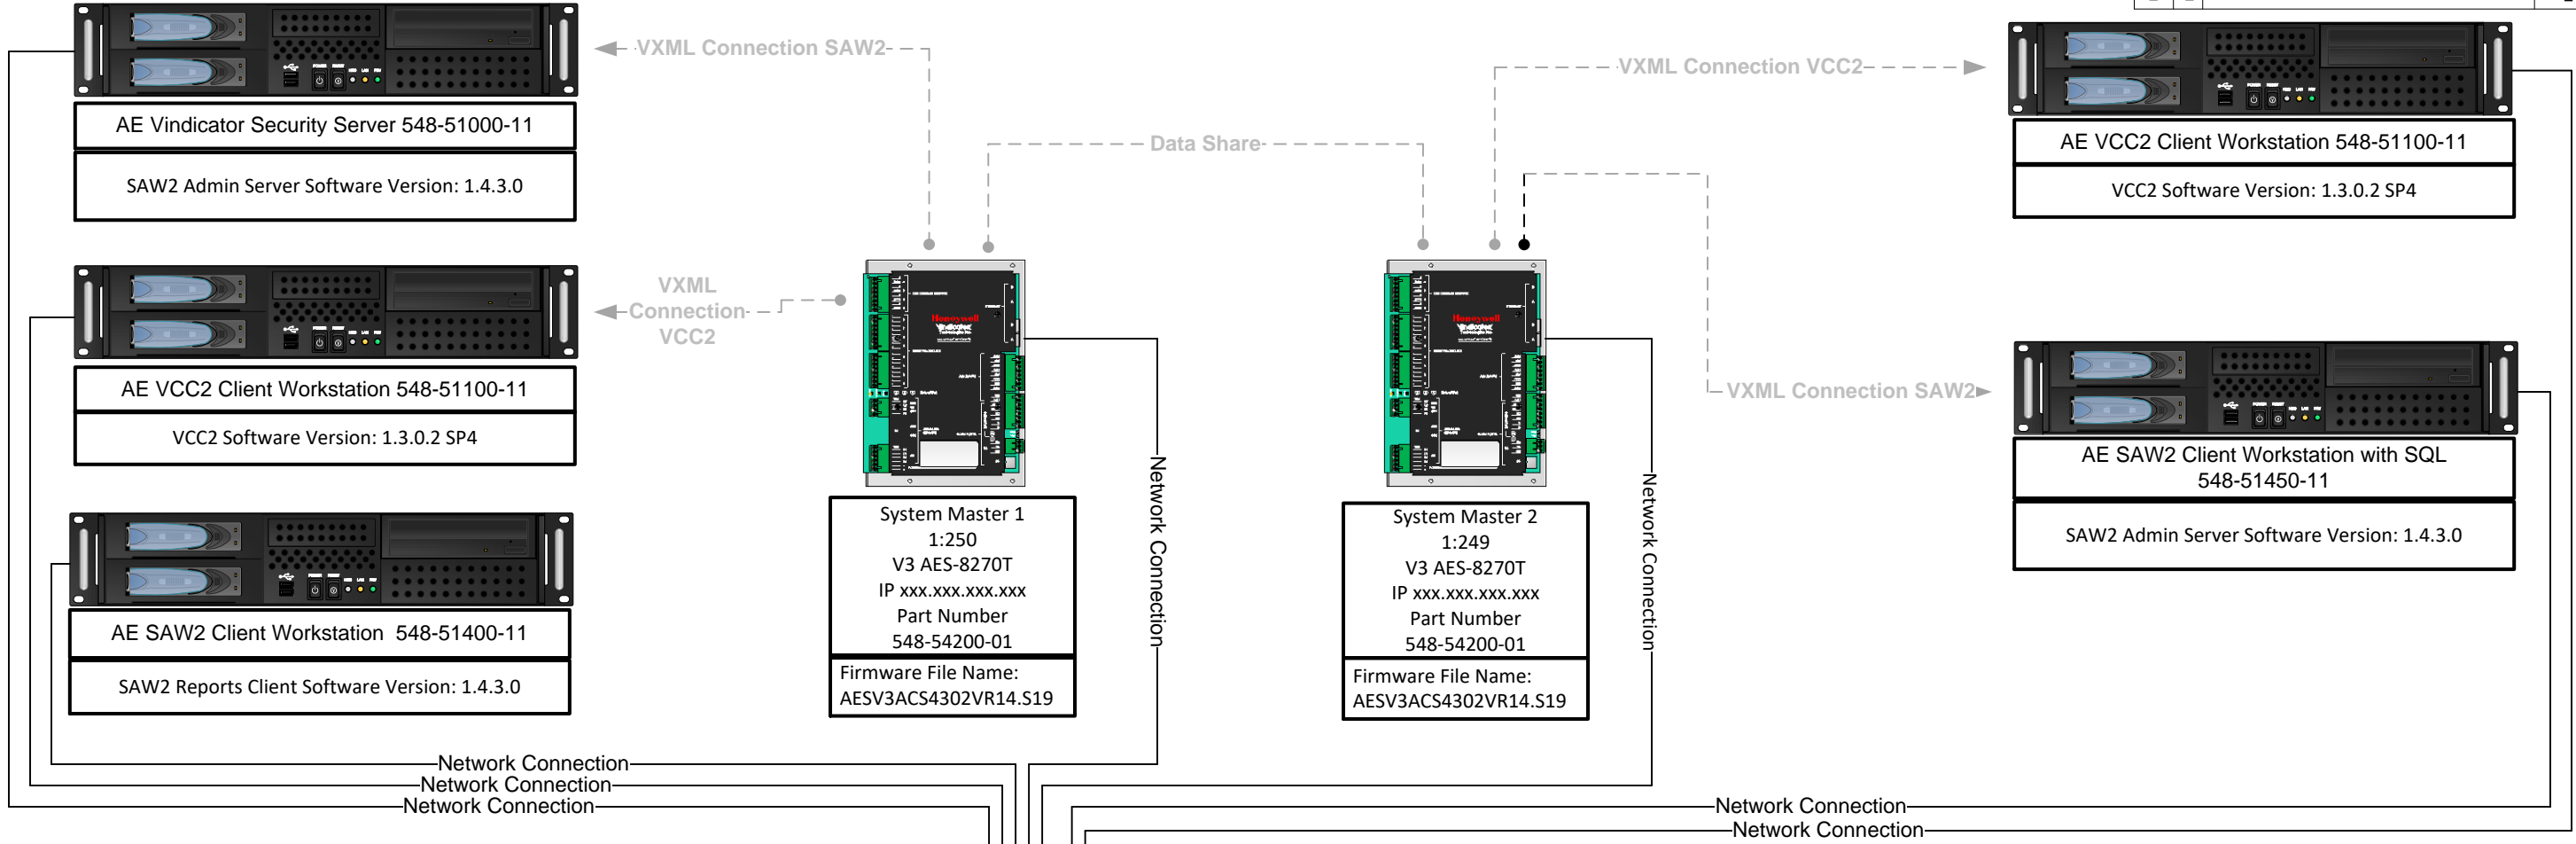 VXML Connection SAW2
VXML Connection VCC2
Data Share
AE Vindicator Security Server 548-51000-11
SAW2 Admin Server Software Version: 1.4.3.0
AE VCC2 Client Workstation 548-51100-11
VCC2 Software Version: 1.3.0.2 SP4
VXML
Connection
VCC2
AE VCC2 Client Workstation 548-51100-11
VCC2 Software Version: 1.3.0.2 SP4
Honeywell
Honeywell
VXML Connection SAW2
AE SAW2 Client Workstation with SQL
548-51450-11
SAW2 Admin Server Software Version: 1.4.3.0
AE SAW2 Client Workstation 548-51400-11
SAW2 Reports Client Software Version: 1.4.3.0
System Master 1
1:250
V3 AES-8270T
IP xxx.xxx.xxx.xxx
Part Number
548-54200-01
Firmware File Name:
AESV3ACS4302VR14.S19
Network Connection
System Master 2
1:249
V3 AES-8270T
IP xxx.xxx.xxx.xxx
Part Number
548-54200-01
Firmware File Name:
AESV3ACS4302VR14.S19
Network Connection
Network Connection
Network Connection
Network Connection
Network Connection
Network Connection